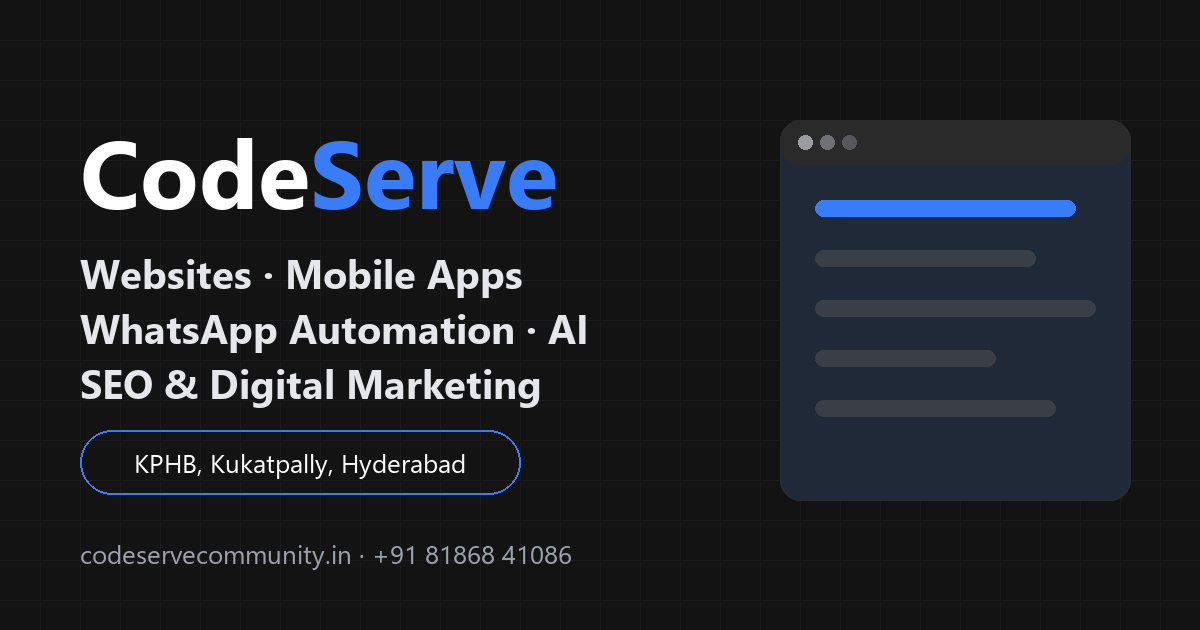 CodeServe
Websites · Mobile Apps
WhatsApp Automation · AI
SEO & Digital Marketing
KPHB, Kukatpally, Hyderabad
codeservecommunity.in · +91 81868 41086